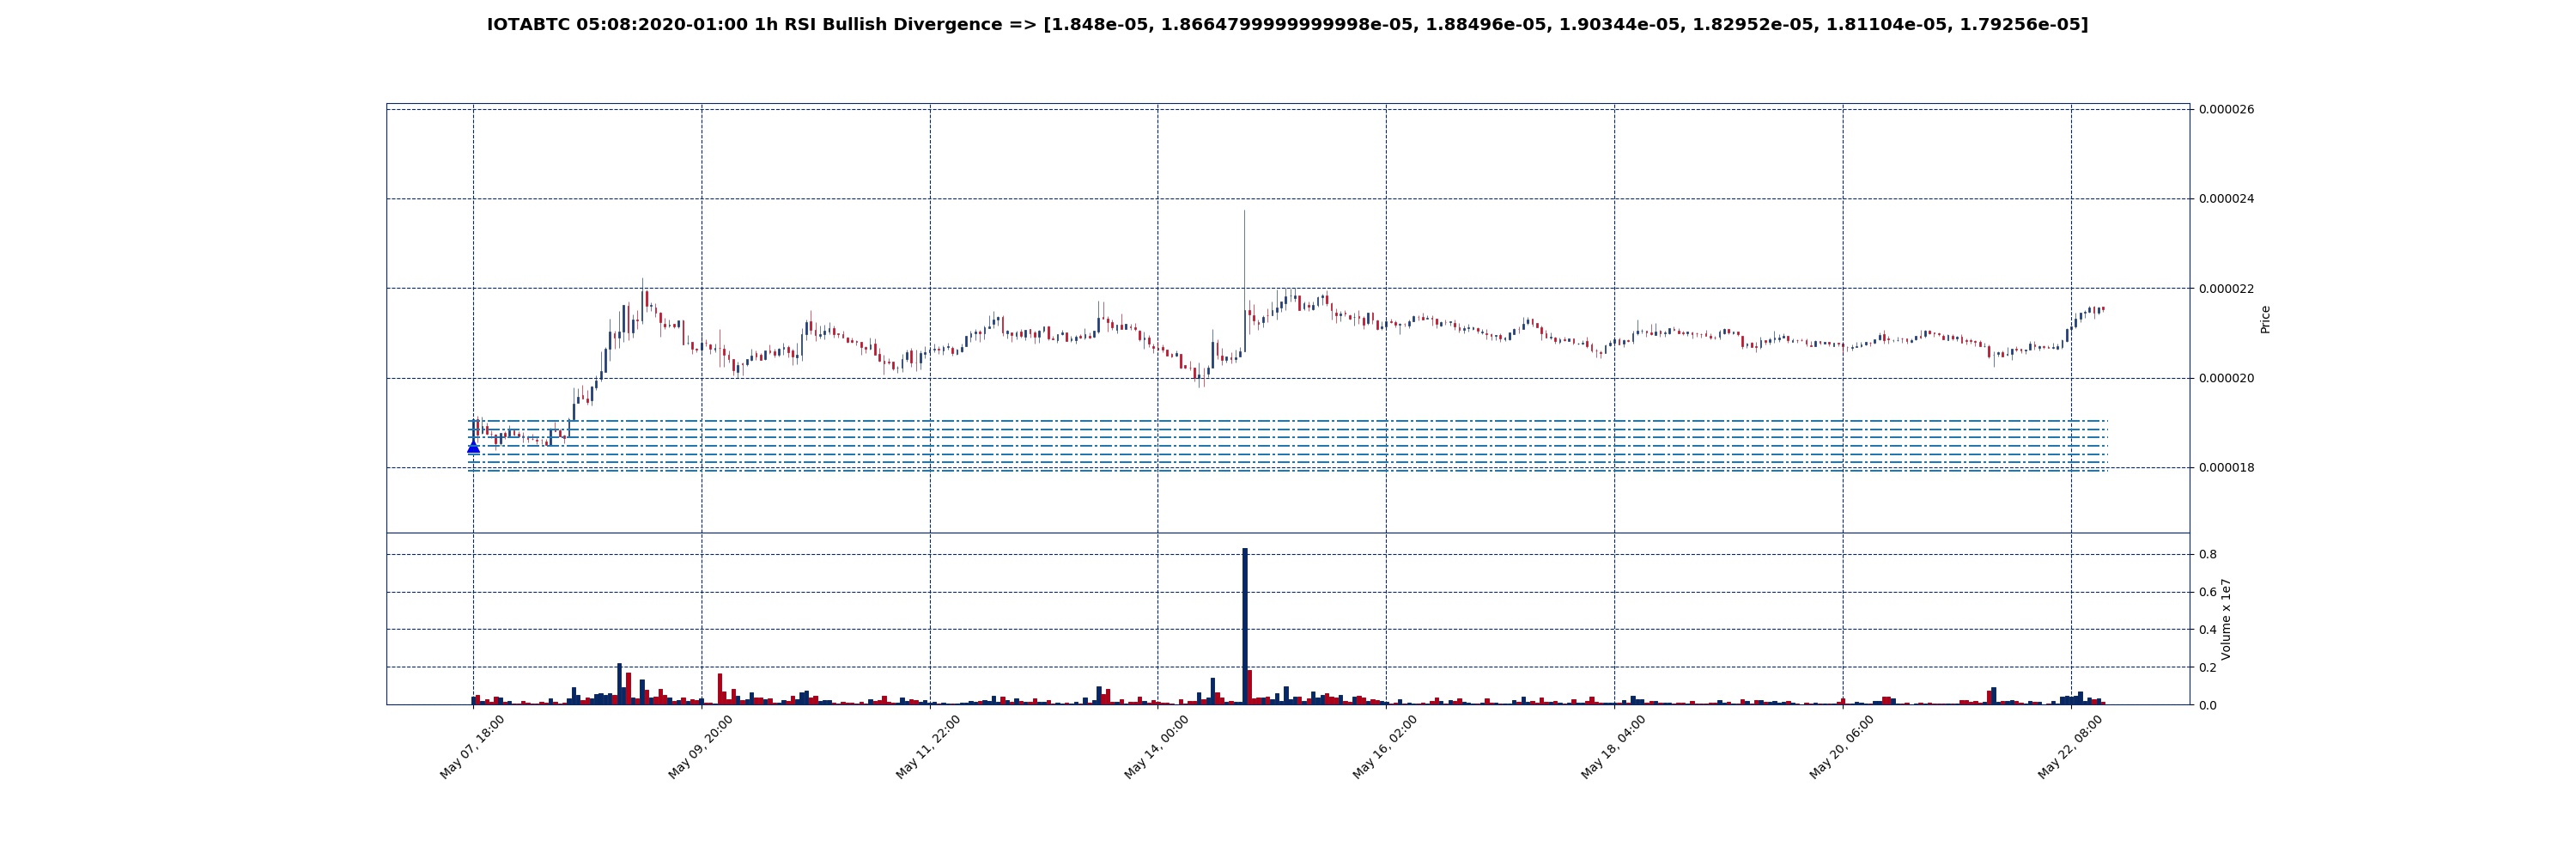 IOTABTC 05:08:2020-01:00 1h RSI Bullish Divergence => [1.848e-05, 1.8664799999999998e-05, 1.88496e-05, 1.90344e-05, 1.82952e-05, 1.81104e-05, 1.79256e-05]
0.000026
0.000024
0.000022
Price
0.000020
0.000018
0.8
0.6
0.4
Volume x 1e7
0.2
0.0
May 07, 18:00
May 09, 20:00
May 11, 22:00
May 14, 00:00
May 16, 02:00
May 18, 04:00
May 20, 06:00
May 22, 08:00